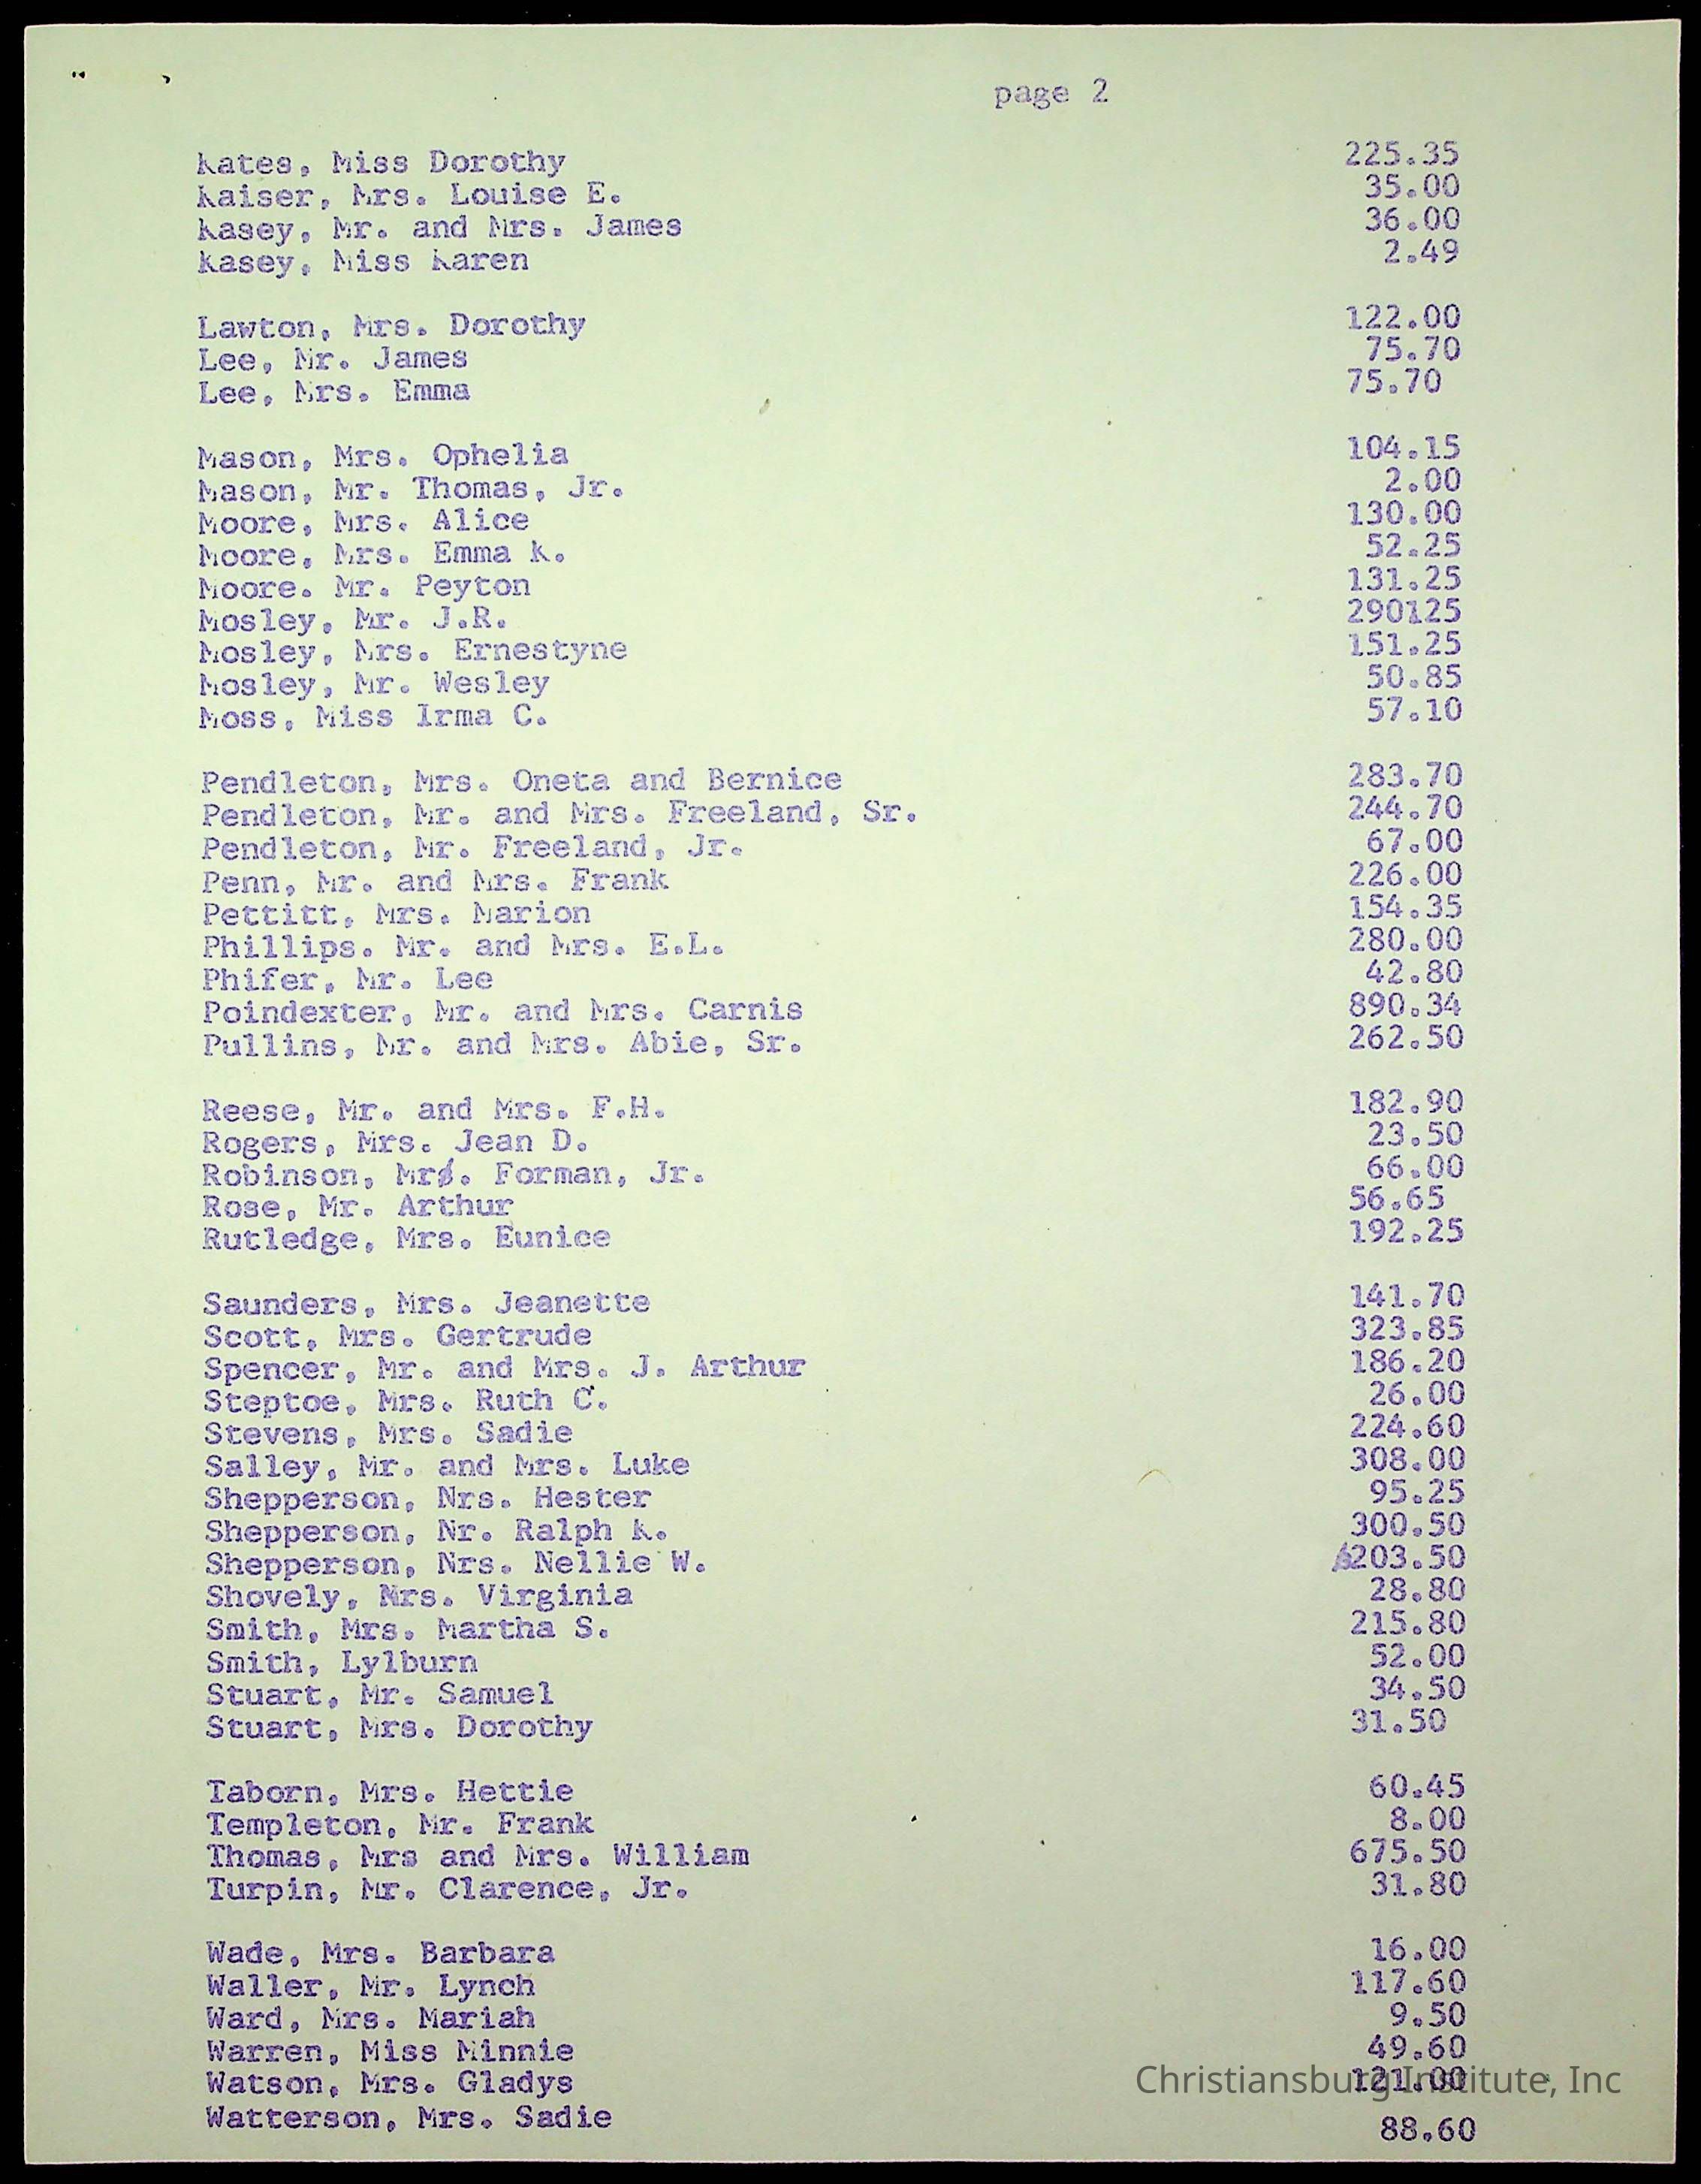 page 2
Kates, Miss Dorothy 225.35
Kaiser, Mrs. Louise E. 35.00
Kasey, Mr. and Mrs. James 36.00
Kasey, Miss Karen 2.49
Lawton, Mrs. Dorothy 122.00
Lee, Mr. James 75.70
Lee, Mrs. Emma 75.70
Mason, Mrs. Ophelia 104.15
Mason, Mr. Thomas, Jr. 2.00
Moore, Mrs. Alice 130.00
Moore, Mrs. Emma K. 52.25
Moore. Mr. Peyton 131.25
Mosley, Mr. J.R. 290125
Mosley, Mrs. Ernestyne 151.25
Mosley, Mr. Wesley 50.85
Moss, Miss Irma C. 57.10
Pendleton, Mrs. Oneta and Bernice 283.70
Pendleton, Mr. and Mrs. Freeland, Sr. 244.70
Pendleton, Mr. Freeland, Jr. 67.00
Penn, Mr. and Mrs. Frank 226.00
Pettitt, Mrs. Marion 154.35
Phillips. Mr. and Mrs. E.L. 280.00
Phifer, Mr. Lee 42.80
Poindexter, Mr. and Mrs. Carnis 890.34
Pullins, Mr. and Mrs. Abie, Sr. 262.50
Reese, Mr. and Mrs. F.H. 182.90
Rogers, Mrs. Jean D. 23.50
Robinson, Mrs. Forman, Jr. 66.00
Rose, Mr. Arthur 56.65
Rutledge, Mrs. Eunice 192.25
Saunders, Mrs. Jeanette 141.70
Scott, Mrs. Gertrude 323.85
Spencer, Mr. and Mrs. J. Arthur 186.20
Steptoe, Mrs. Ruth C. 26.00
Stevens, Mrs. Sadie 224.60
Salley, Mr. and Mrs. Luke 308.00
Shepperson, Nrs. Hester 95.25
Shepperson, Nr. Ralph K. 300.50
Shepperson, Nrs. Nellie W. 203.50
Shovely, Nrs. Virginia 28.80
Smith, Mrs. Martha S. 215.80
Smith, Lylburn 52.00
Stuart, Mr. Samuel 34.50
Stuart, Mrs. Dorothy 31.50
Taborn, Mrs. Hettie 60.45
Templeton, Mr. Frank 8.00
Thomas, Mrs and Mrs. William 675.50
Turpin, Mr. Clarence, Jr. 31.80
Wade, Mrs. Barbara 16.00
Waller, Mr. Lynch 117.60
Ward, Mrs. Mariah 9.50
Warren, Miss Minnie 49.60
Watson, Mrs. Gladys 121.00
Christiansburg Institute, Inc
Watterson, Mrs. Sadie 88.60